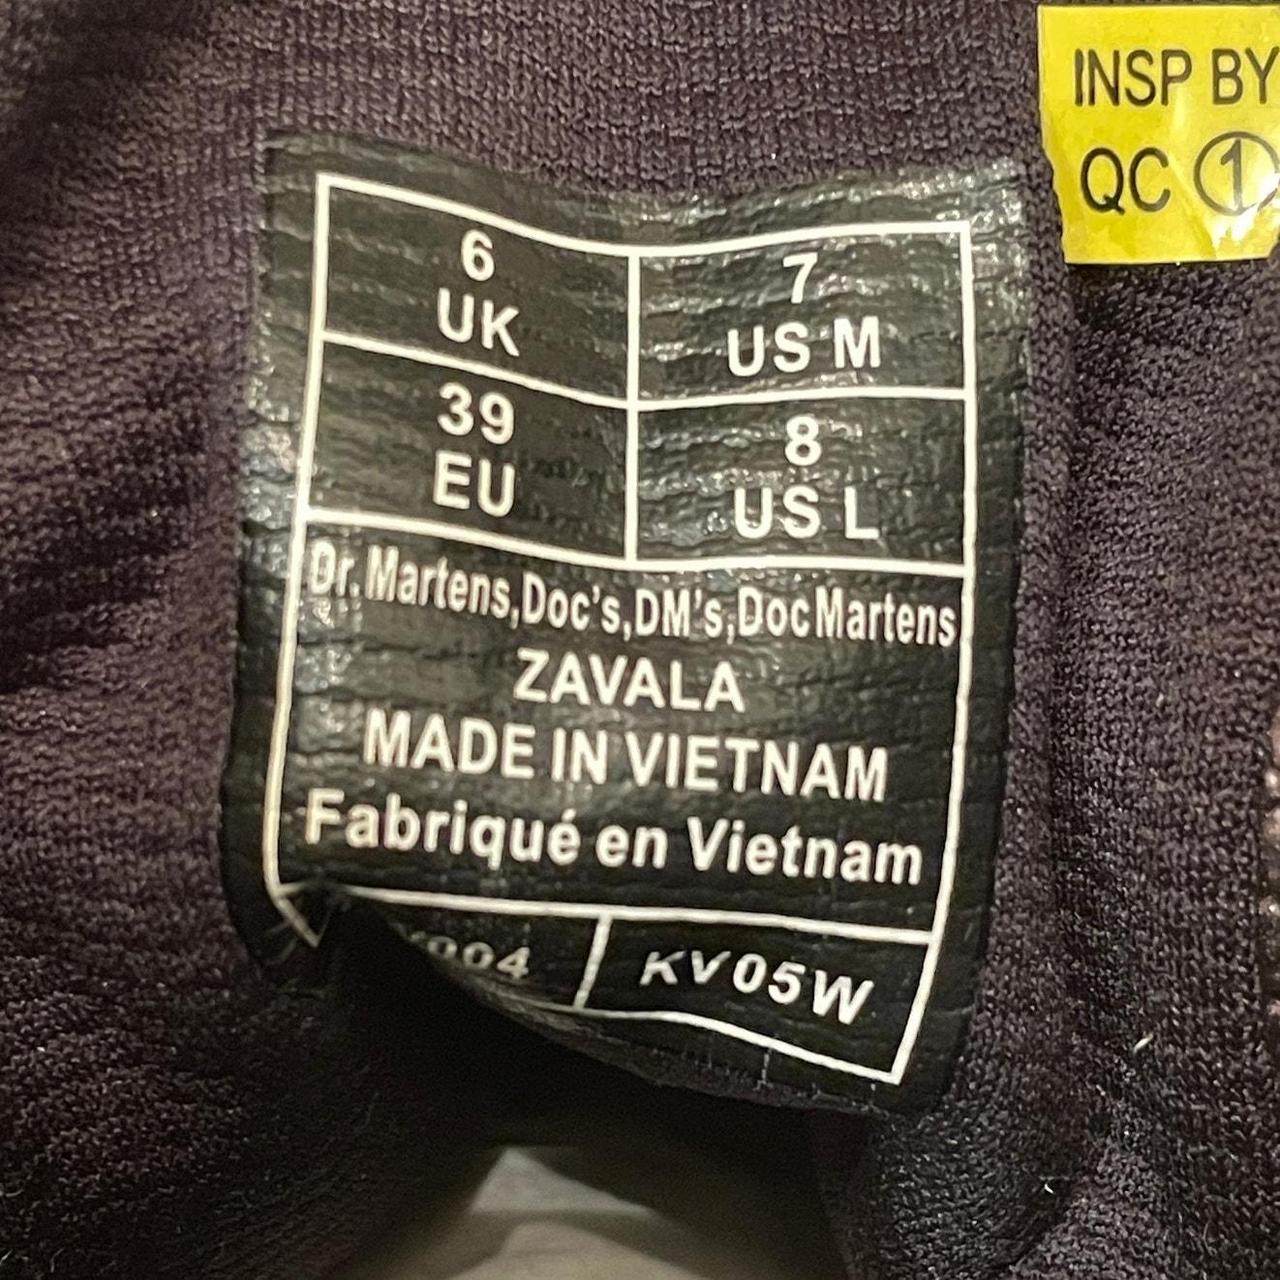 INSP BY
QC 1
6
UK
7
US M
39
EU
8
US L
Dr. Martens, Doc's, DM's, Doc Martens
ZAVALA
MADE IN VIETNAM
Fabriqué en Vietnam
KV05W